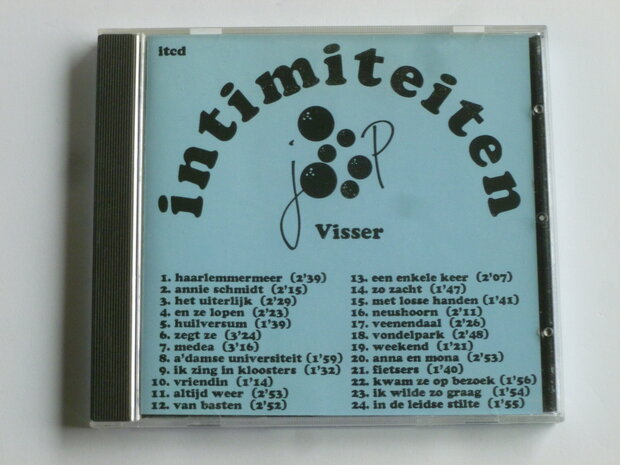 itcd
intimiteiten
joop
Visser
1. haarlemmermeer (2'39)
2. annie schmidt (2'15)
3. het uiterlijk (2'29)
4. en ze lopen (2'23)
5. huilversum (1'39)
6. zegt ze (3'24)
7. medea (3'16)
8. a'damse universiteit (1'59)
9. ik zing in kloosters (1'32)
10. vriendin (1'14)
11. altijd weer (2'53)
12. van basten (2'52)
13. een enkele keer (2'07)
14. zo zacht (1'47)
15. met losse handen (1'41)
16. neushoorn (2'11)
17. veenendaal (2'26)
18. vondelpark (2'48)
19. weekend (1'21)
20. anna en mona (2'53)
21. fietsers (1'40)
22. kwam ze op bezoek (1'56)
23. ik wilde zo graag (1'54)
24. in de leidse stilte (1'55)